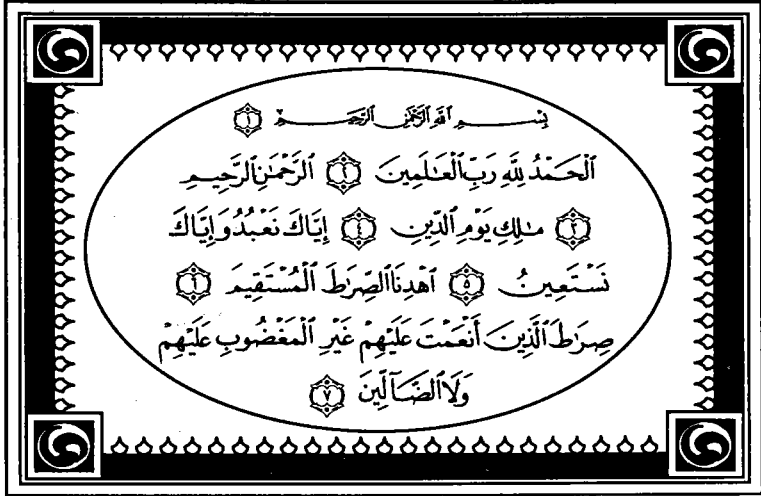 بِسْمِ ٱللَّهِ ٱلرَّحْمَٰنِ ٱلرَّحِيمِ ۝١
ٱلْحَمْدُ لِلَّهِ رَبِّ ٱلْعَٰلَمِينَ ۝٢ ٱلرَّحْمَٰنِ ٱلرَّحِيمِ
۝٣ مَٰلِكِ يَوْمِ ٱلدِّينِ ۝٤ إِيَّاكَ نَعْبُدُ وَإِيَّاكَ
نَسْتَعِينُ ۝٥ ٱهْدِنَا ٱلصِّرَٰطَ ٱلْمُسْتَقِيمَ ۝٦
صِرَٰطَ ٱلَّذِينَ أَنْعَمْتَ عَلَيْهِمْ غَيْرِ ٱلْمَغْضُوبِ عَلَيْهِمْ
وَلَا ٱلضَّآلِّينَ ۝٧